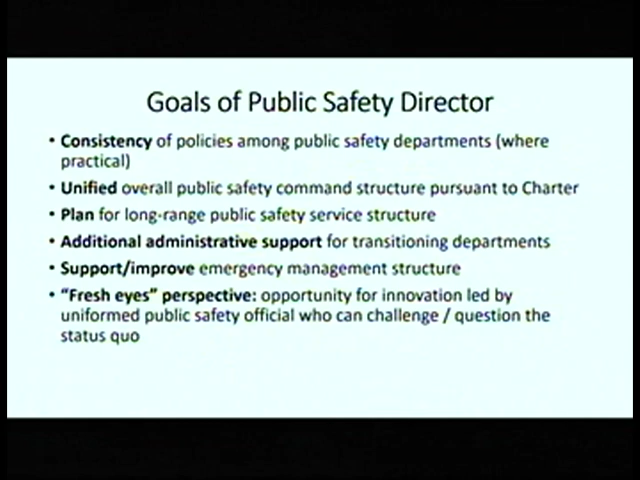 Goals of Public Safety Director
• Consistency of policies among public safety departments (where
practical)
• Unified overall public safety command structure pursuant to Charter
• Plan for long-range public safety service structure
• Additional administrative support for transitioning departments
• Support/improve emergency management structure
• “Fresh eyes” perspective: opportunity for innovation led by
uniformed public safety official who can challenge / question the
status quo